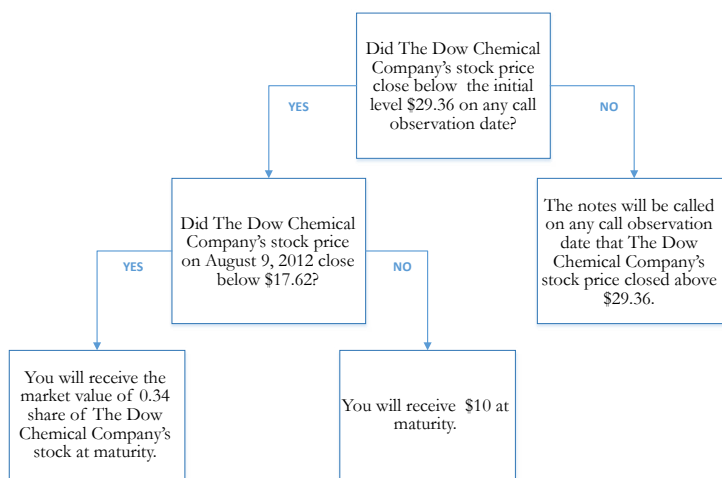 Did The Dow Chemical
Company's stock price
close below the initial
level $29.36 on any call
observation date?
YES
NO
Did The Dow Chemical
Company's stock price
on August 9, 2012 close
below $17.62?
The notes will be called
on any call observation
date that The Dow
Chemical Company's
stock price closed above
$29.36.
YES
NO
You will receive the
market value of 0.34
share of The Dow
Chemical Company's
stock at maturity.
You will receive $10 at
maturity.